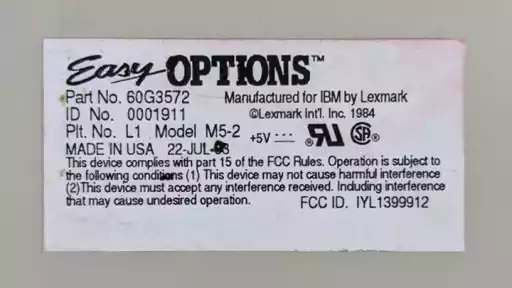 Easy OPTIONS™
Part No. 60G3572 Manufactured for IBM by Lexmark
ID No. 0001911 ©Lexmark Int'l. Inc. 1984
Plt. No. L1 Model M5-2 +5V
MADE IN USA 22-JUL-93
This device complies with part 15 of the FCC Rules. Operation is subject to
the following conditions (1) This device may not cause harmful interference
(2)This device must accept any interference received. Including interference
that may cause undesired operation. FCC ID. IYL1399912